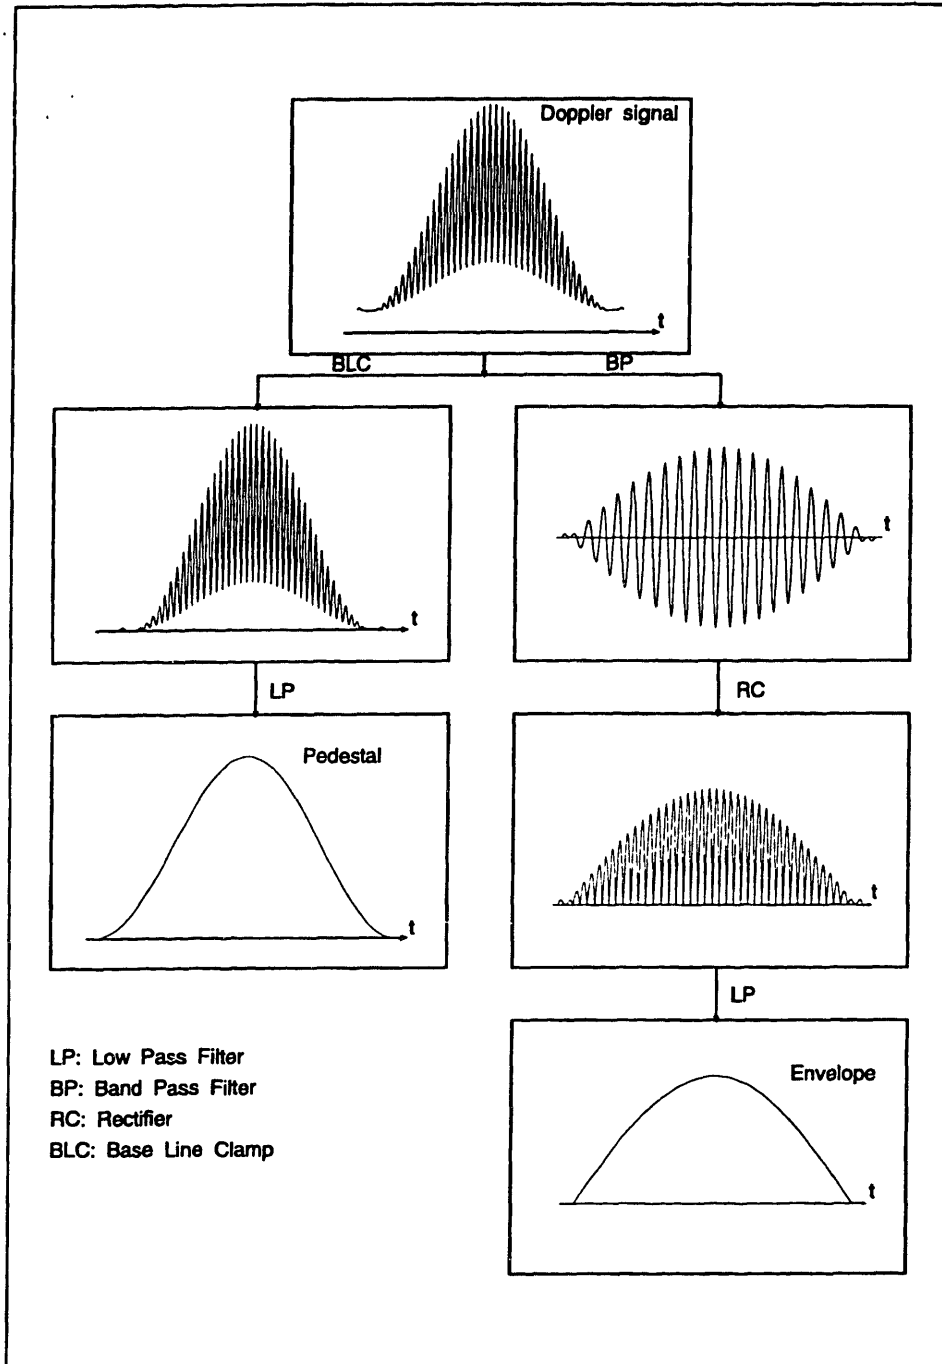 Doppler signal
t
BLC
BP
t
t
LP
RC
Pedestal
t
t
LP
LP: Low Pass Filter
BP: Band Pass Filter
RC: Rectifier
BLC: Base Line Clamp
Envelope
t